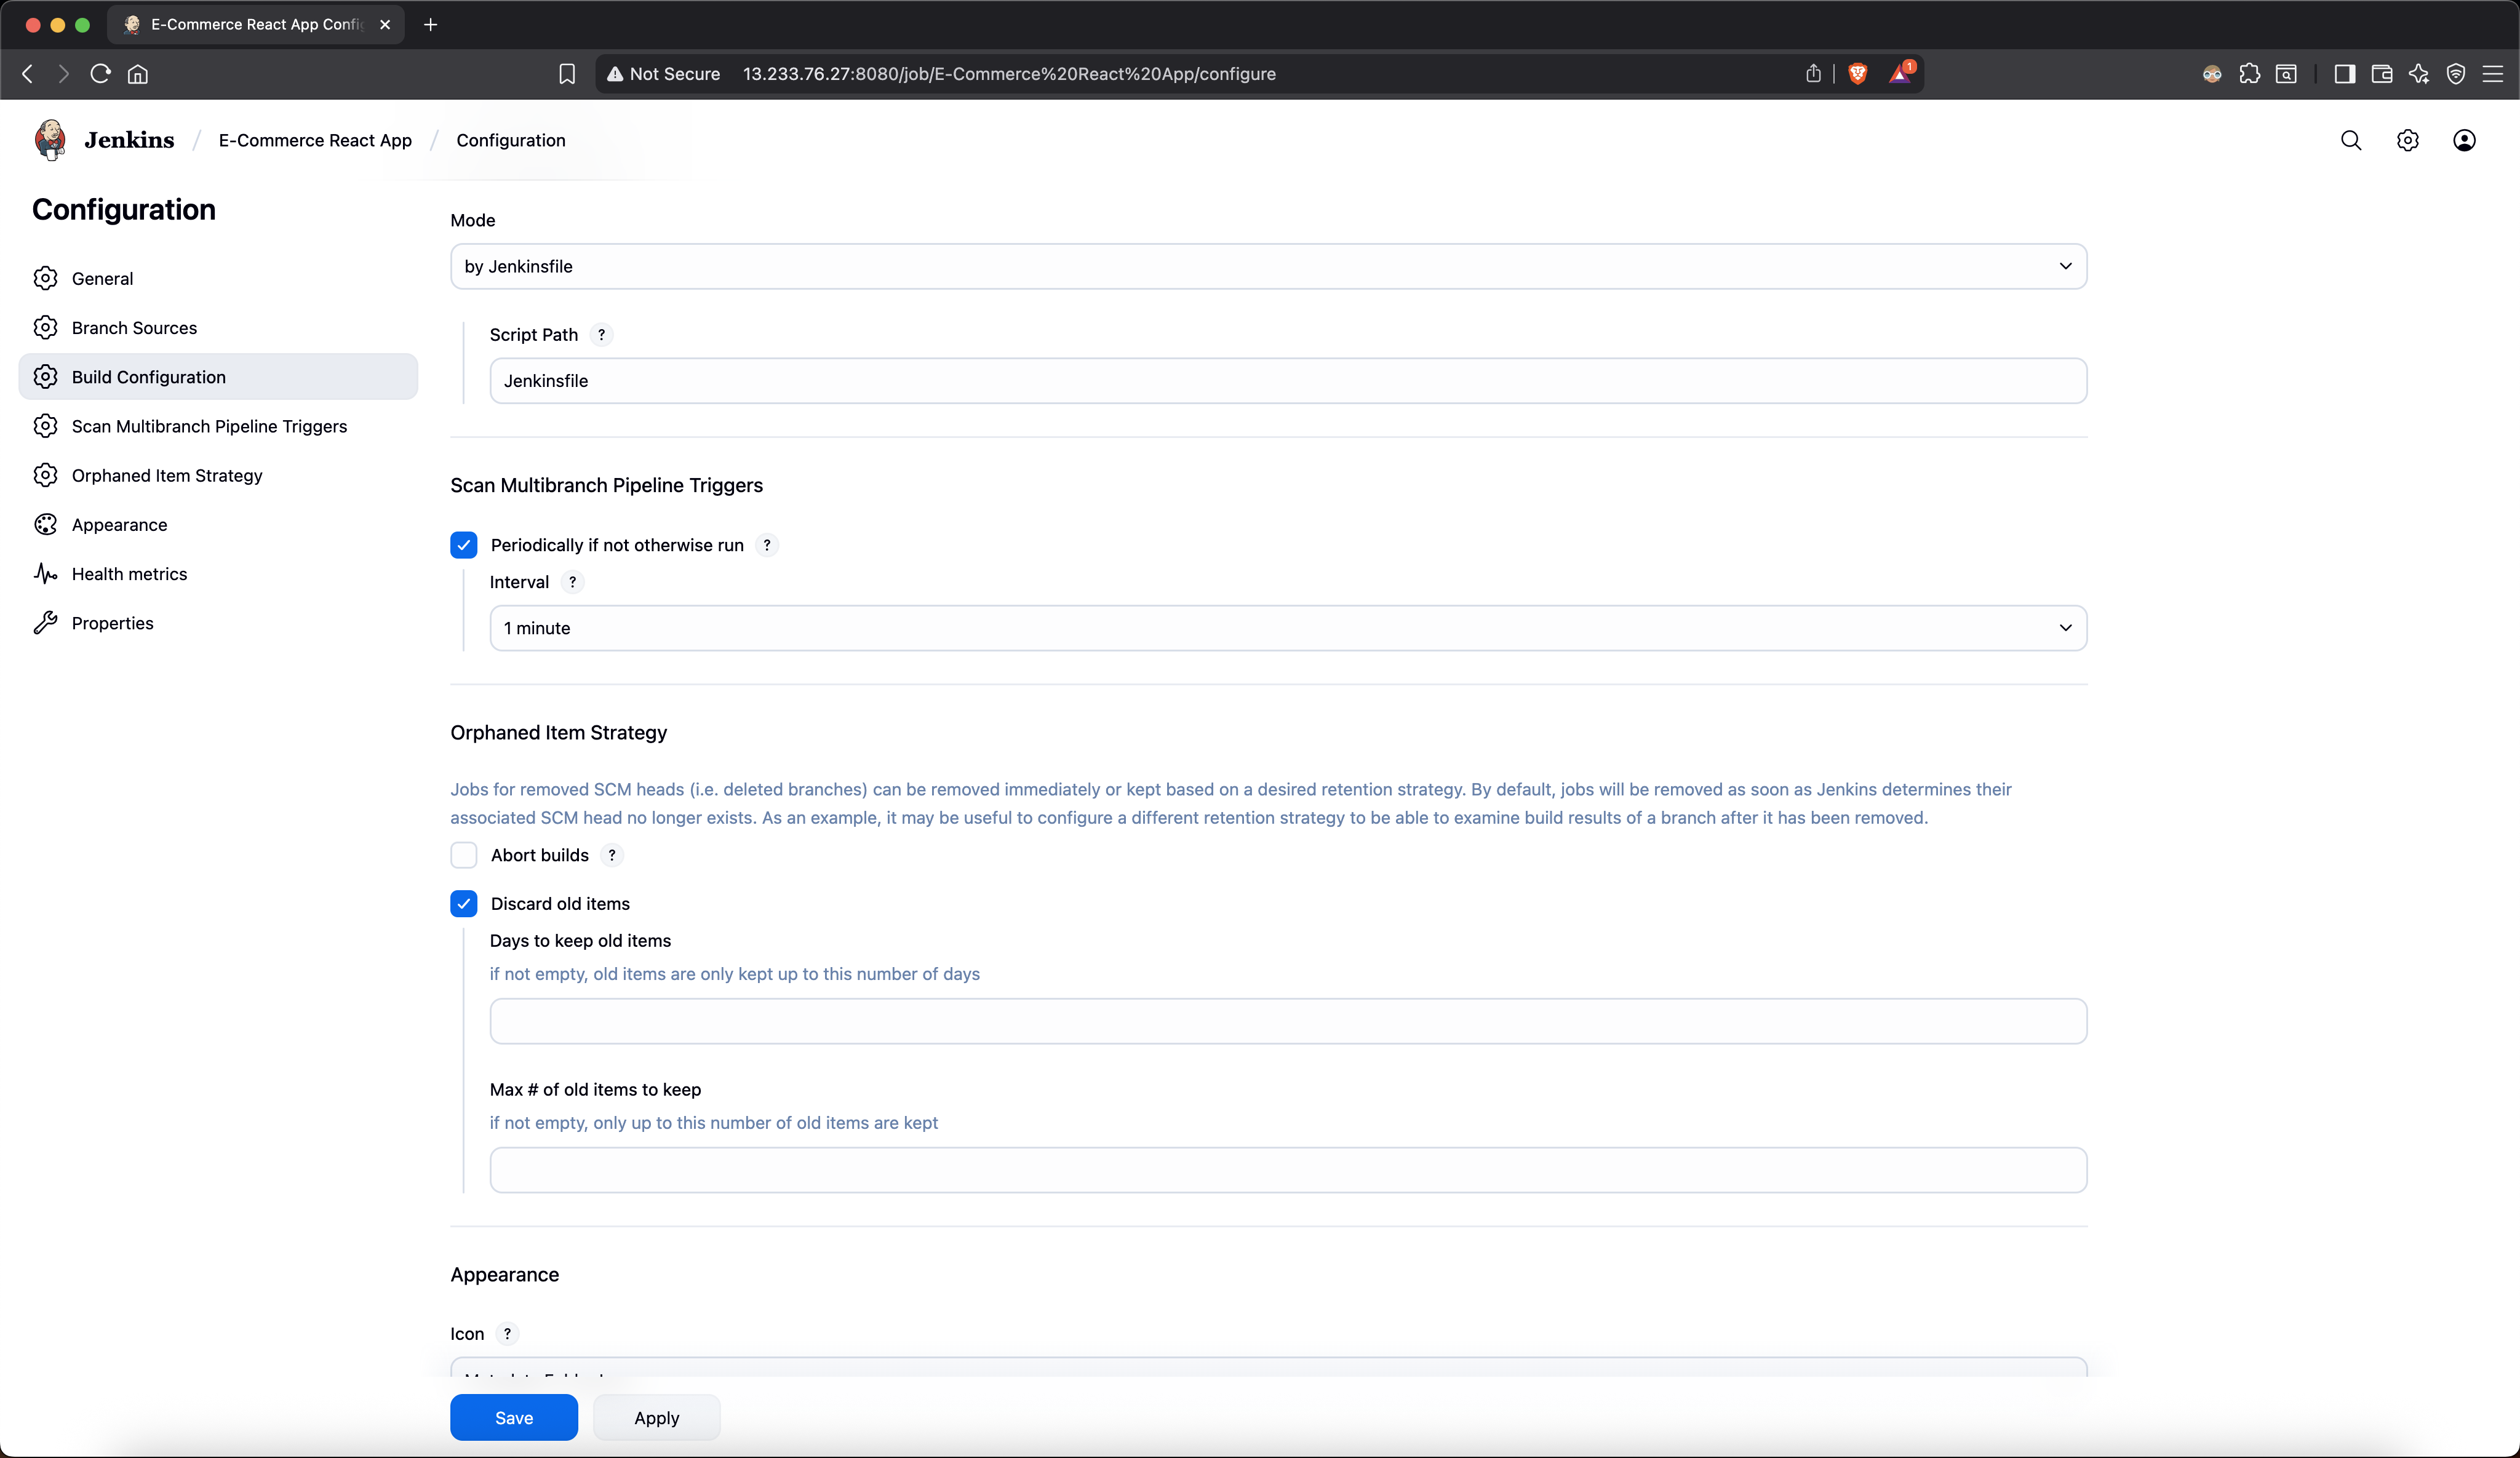 E-Commerce React App Config
Not Secure 13.233.76.27:8080/job/E-Commerce%20React%20App/configure
1
Jenkins / E-Commerce React App / Configuration
Configuration
General
Branch Sources
Build Configuration
Scan Multibranch Pipeline Triggers
Orphaned Item Strategy
Appearance
Health metrics
Properties
Mode
by Jenkinsfile
Script Path ?
Jenkinsfile
Scan Multibranch Pipeline Triggers
Periodically if not otherwise run ?
Interval ?
1 minute
Orphaned Item Strategy
Jobs for removed SCM heads (i.e. deleted branches) can be removed immediately or kept based on a desired retention strategy. By default, jobs will be removed as soon as Jenkins determines their
associated SCM head no longer exists. As an example, it may be useful to configure a different retention strategy to be able to examine build results of a branch after it has been removed.
Abort builds ?
Discard old items
Days to keep old items
if not empty, old items are only kept up to this number of days
Max # of old items to keep
if not empty, only up to this number of old items are kept
Appearance
Icon ?
Save
Apply